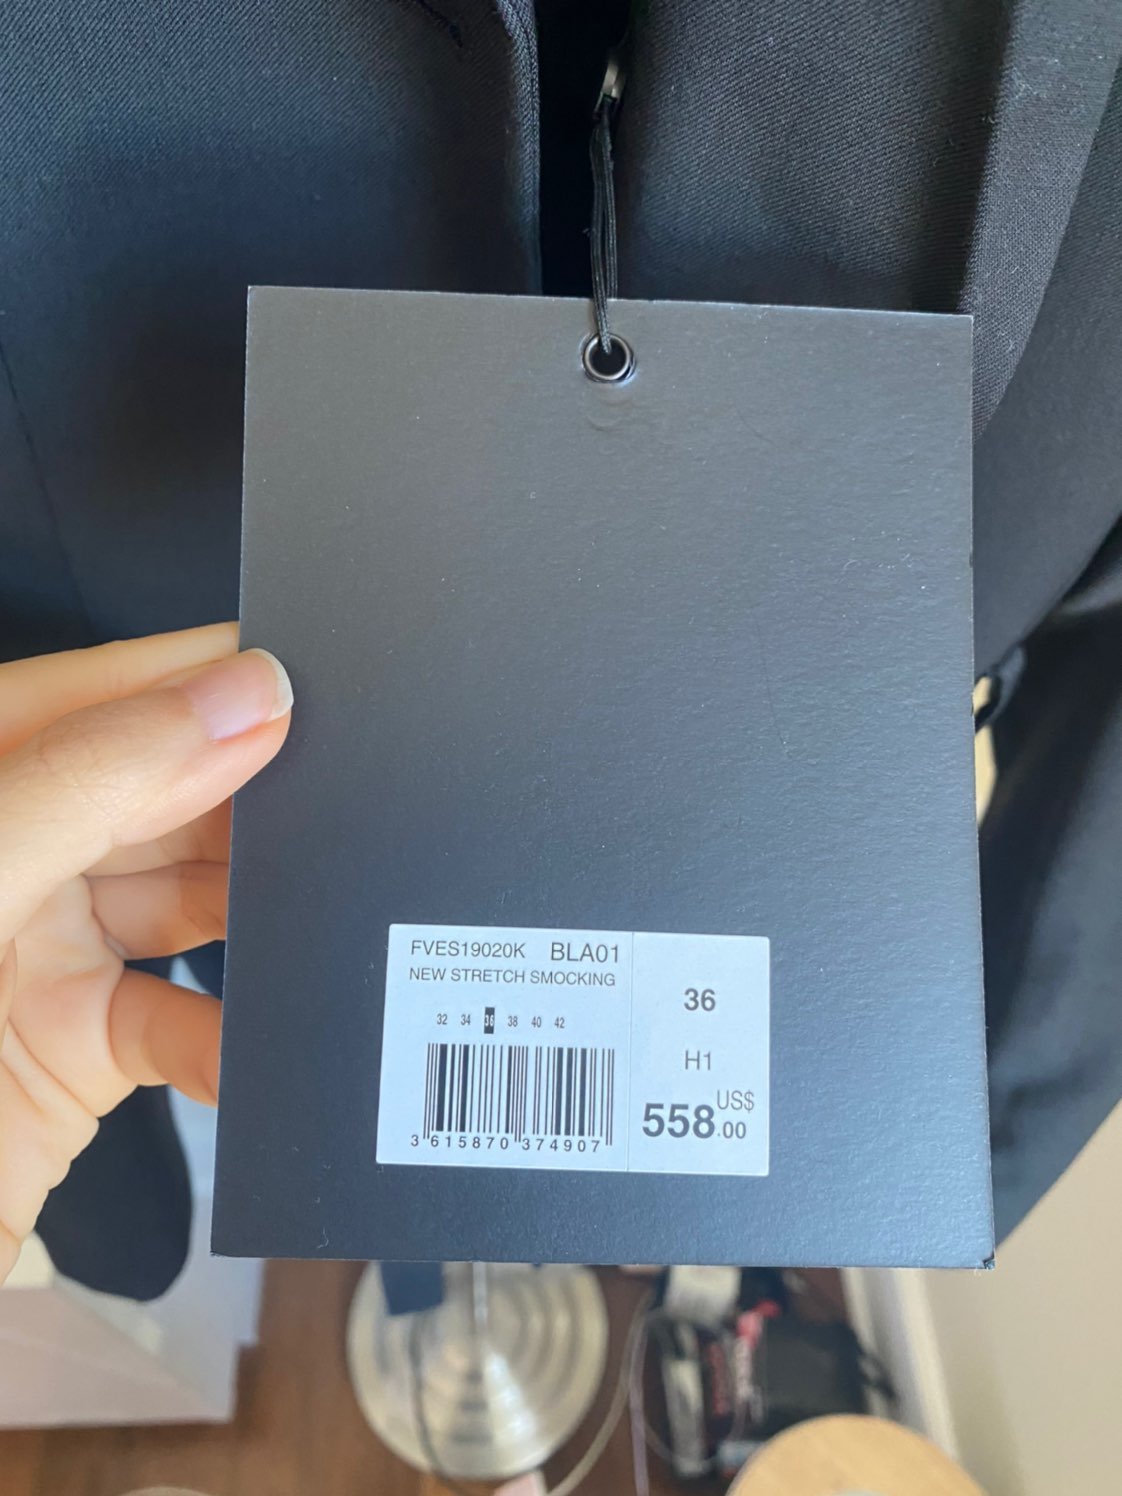 FVES19020K BLA01
NEW STRETCH SMOCKING
32 34 36 38 40 42
3 615870 374907
36
H1
US$
558.00